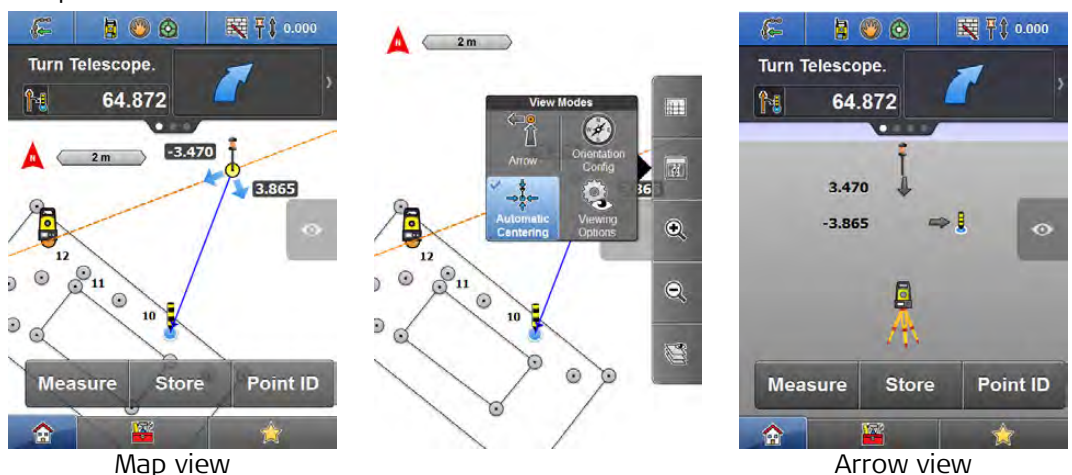 0.000
Turn Telescope.
64.872
N
2 m
-3.470
3.865
12
11
10
Measure
Store
Point ID
Map view
N
2 m
View Modes
Arrow
Orientation
Config
Automatic
Centering
Viewing
Options
12
11
10
0.000
Turn Telescope.
64.872
3.470
-3.865
Measure
Store
Point ID
Arrow view